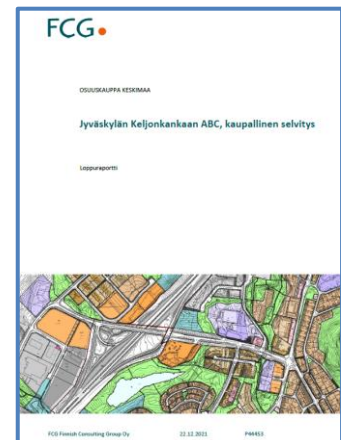 FCG
OSUUSKAUPPA KESKIMAA
Jyväskylän Keljonkankaan ABC, kaupallinen selvitys
Loppuraportti
FCG Finnish Consulting Group Oy 22.12.2021 P44453